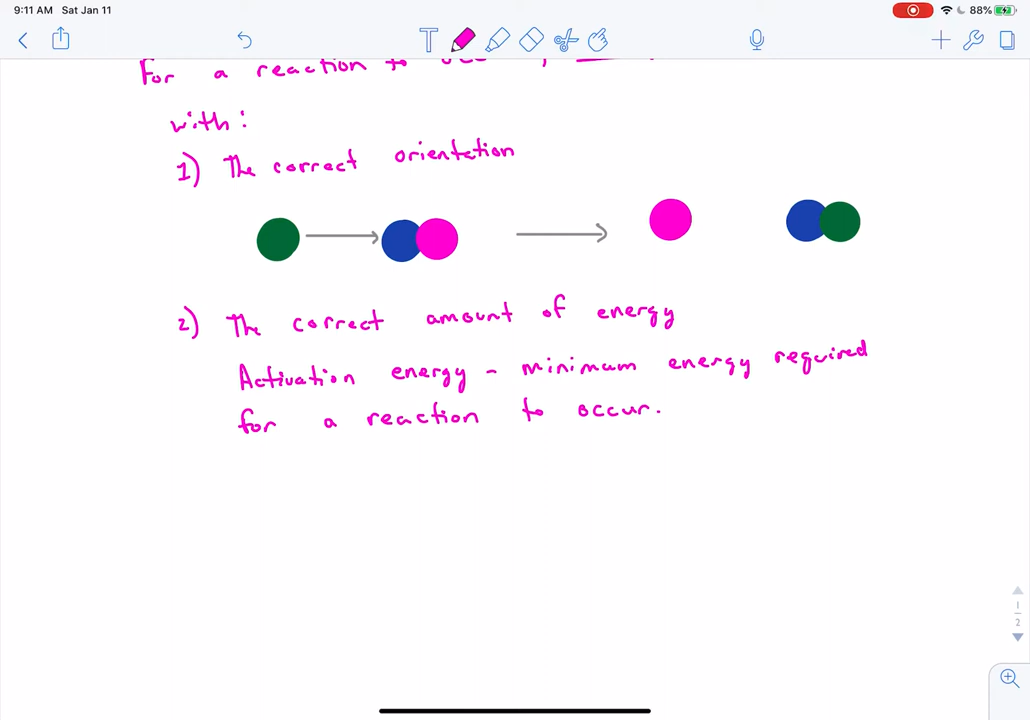 9:11 AM Sat Jan 11
88%
T
For a reaction to
with:
1) The correct orientation
2) The correct amount of energy
Activation energy - minimum energy required
for a reaction to occur.
1
2